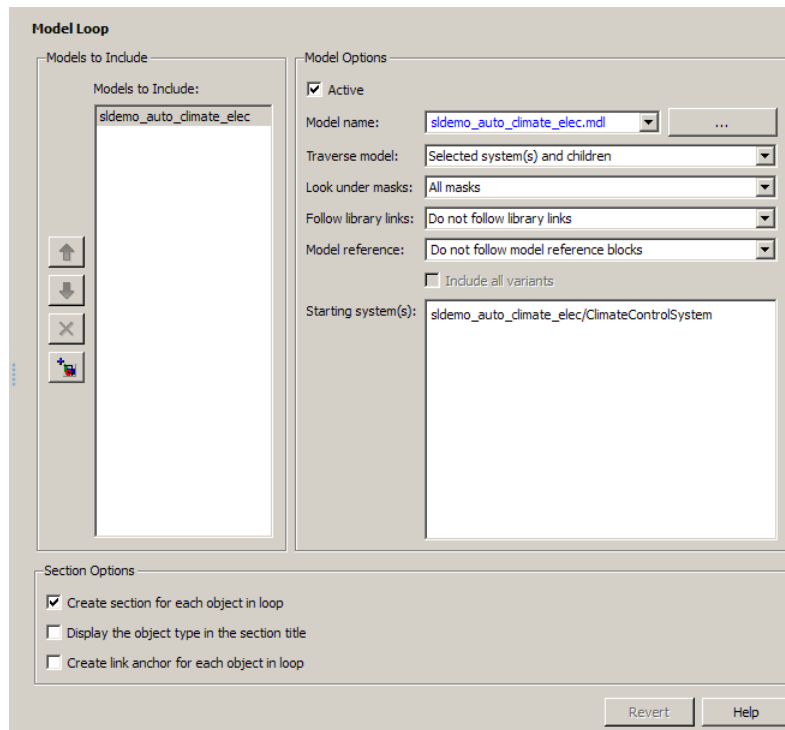 Model Loop
Models to Include
Models to Include:
sldemo_auto_climate_elec
Model Options
Active
Model name:
sldemo_auto_climate_elec.mdl
...
Traverse model:
Selected system(s) and children
Look under masks:
All masks
Follow library links:
Do not follow library links
Model reference:
Do not follow model reference blocks
Include all variants
Starting system(s):
sldemo_auto_climate_elec/ClimateControlSystem
Section Options
Create section for each object in loop
Display the object type in the section title
Create link anchor for each object in loop
Revert
Help